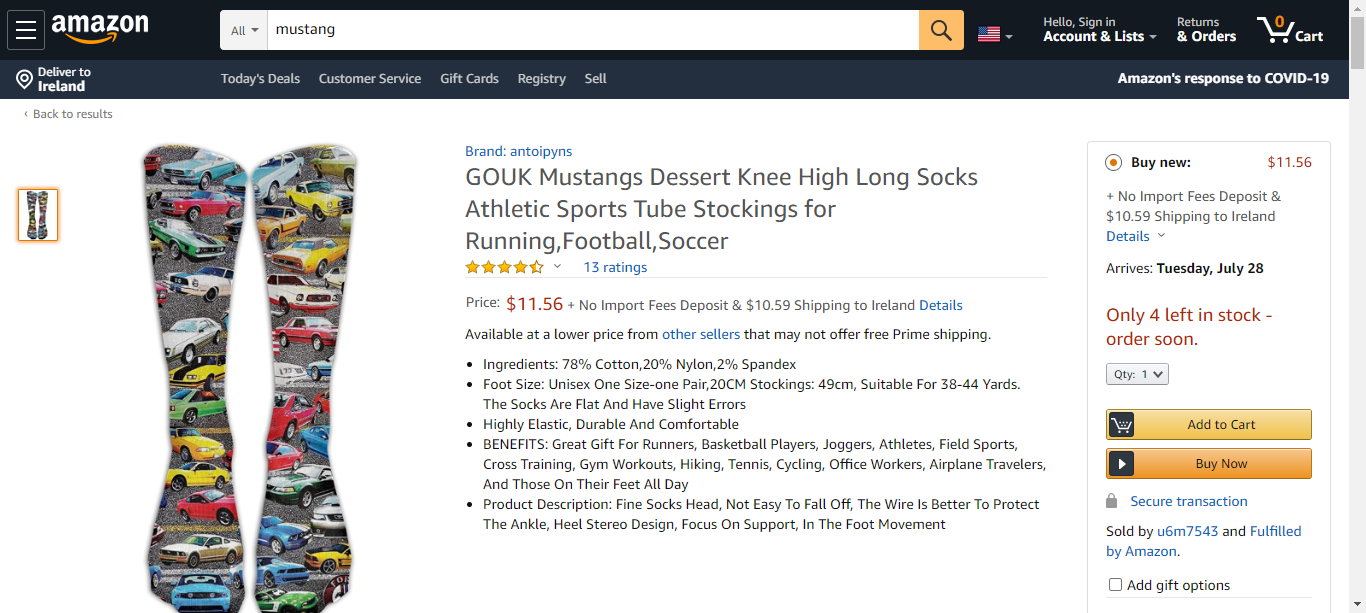 amazon
All
mustang
Hello, Sign in
Account & Lists
Returns
& Orders
0
Cart
Deliver to
Ireland
Today's Deals
Customer Service
Gift Cards
Registry
Sell
Amazon's response to COVID-19
‹ Back to results
Brand: antoipyns
GOUK Mustangs Dessert Knee High Long Socks
Athletic Sports Tube Stockings for
Running,Football,Soccer
13 ratings
Price: $11.56 + No Import Fees Deposit & $10.59 Shipping to Ireland Details
Available at a lower price from other sellers that may not offer free Prime shipping.
• Ingredients: 78% Cotton,20% Nylon,2% Spandex
• Foot Size: Unisex One Size-one Pair,20CM Stockings: 49cm, Suitable For 38-44 Yards.
The Socks Are Flat And Have Slight Errors
• Highly Elastic, Durable And Comfortable
• BENEFITS: Great Gift For Runners, Basketball Players, Joggers, Athletes, Field Sports,
Cross Training, Gym Workouts, Hiking, Tennis, Cycling, Office Workers, Airplane Travelers,
And Those On Their Feet All Day
• Product Description: Fine Socks Head, Not Easy To Fall Off, The Wire Is Better To Protect
The Ankle, Heel Stereo Design, Focus On Support, In The Foot Movement
Buy new: $11.56
+ No Import Fees Deposit &
$10.59 Shipping to Ireland
Details
Arrives: Tuesday, July 28
Only 4 left in stock -
order soon.
Qty: 1
Add to Cart
Buy Now
Secure transaction
Sold by u6m7543 and Fulfilled
by Amazon.
Add gift options